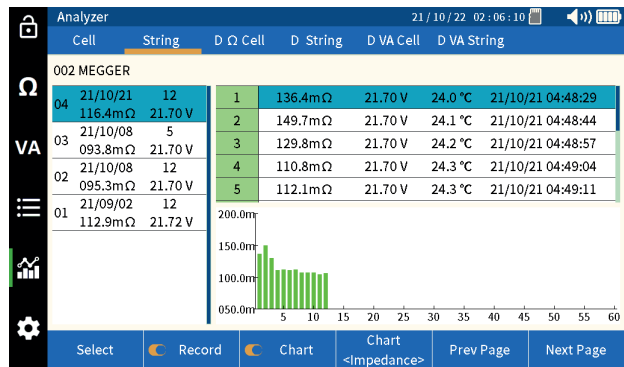 Analyzer 21/10/22 02:06:10
Cell String D Ω Cell D String D VA Cell D VA String
002 MEGGER
Ω
VA
04 21/10/21 12
116.4mΩ 21.70 V
03 21/10/08 5
093.8mΩ 21.70 V
02 21/10/08 12
095.3mΩ 21.70 V
01 21/09/02 12
112.9mΩ 21.72 V
1 136.4mΩ 21.70 V 24.0 ℃ 21/10/21 04:48:29
2 149.7mΩ 21.70 V 24.1 ℃ 21/10/21 04:48:44
3 129.8mΩ 21.70 V 24.2 ℃ 21/10/21 04:48:57
4 110.8mΩ 21.70 V 24.3 ℃ 21/10/21 04:49:04
5 112.1mΩ 21.70 V 24.3 ℃ 21/10/21 04:49:11
200.0m
150.0m
100.0m
050.0m
5 10 15 20 25 30 35 40 45 50 55 60
Select Record Chart Chart <Impedance> Prev Page Next Page